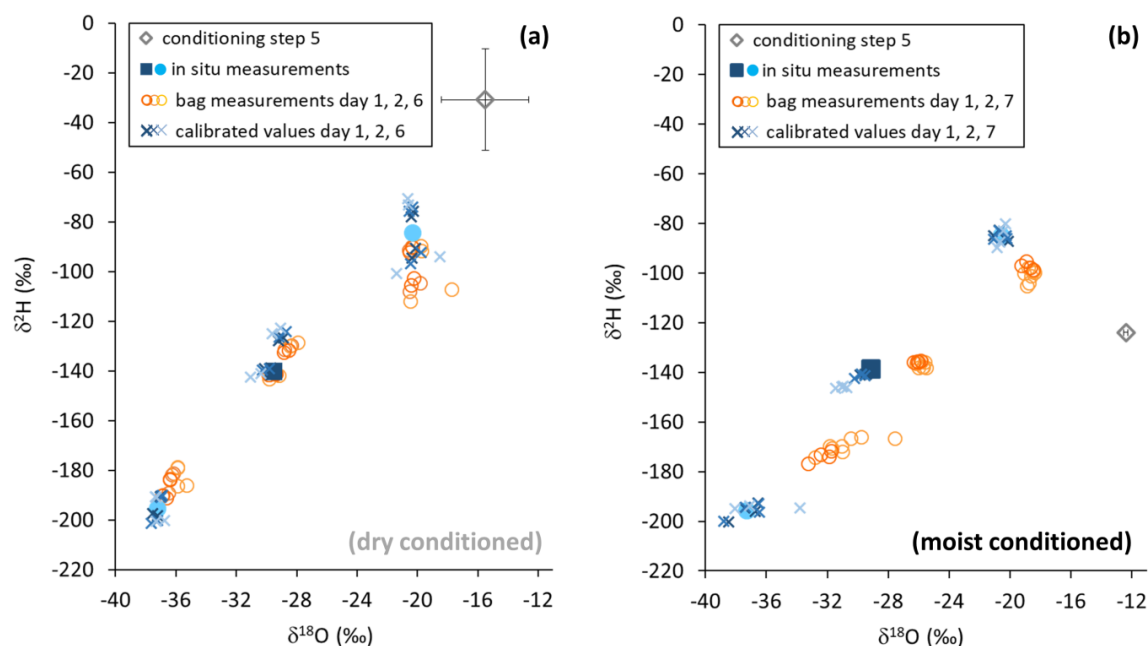 (a)
conditioning step 5
in situ measurements
bag measurements day 1, 2, 6
calibrated values day 1, 2, 6
0
-20
-40
-60
-80
-100
-120
-140
-160
-180
-200
-220
δ²H (‰)
(dry conditioned)
-40 -36 -32 -28 -24 -20 -16 -12
δ¹⁸O (‰)
(b)
conditioning step 5
in situ measurements
bag measurements day 1, 2, 7
calibrated values day 1, 2, 7
0
-20
-40
-60
-80
-100
-120
-140
-160
-180
-200
-220
δ²H (‰)
(moist conditioned)
-40 -36 -32 -28 -24 -20 -16 -12
δ¹⁸O (‰)